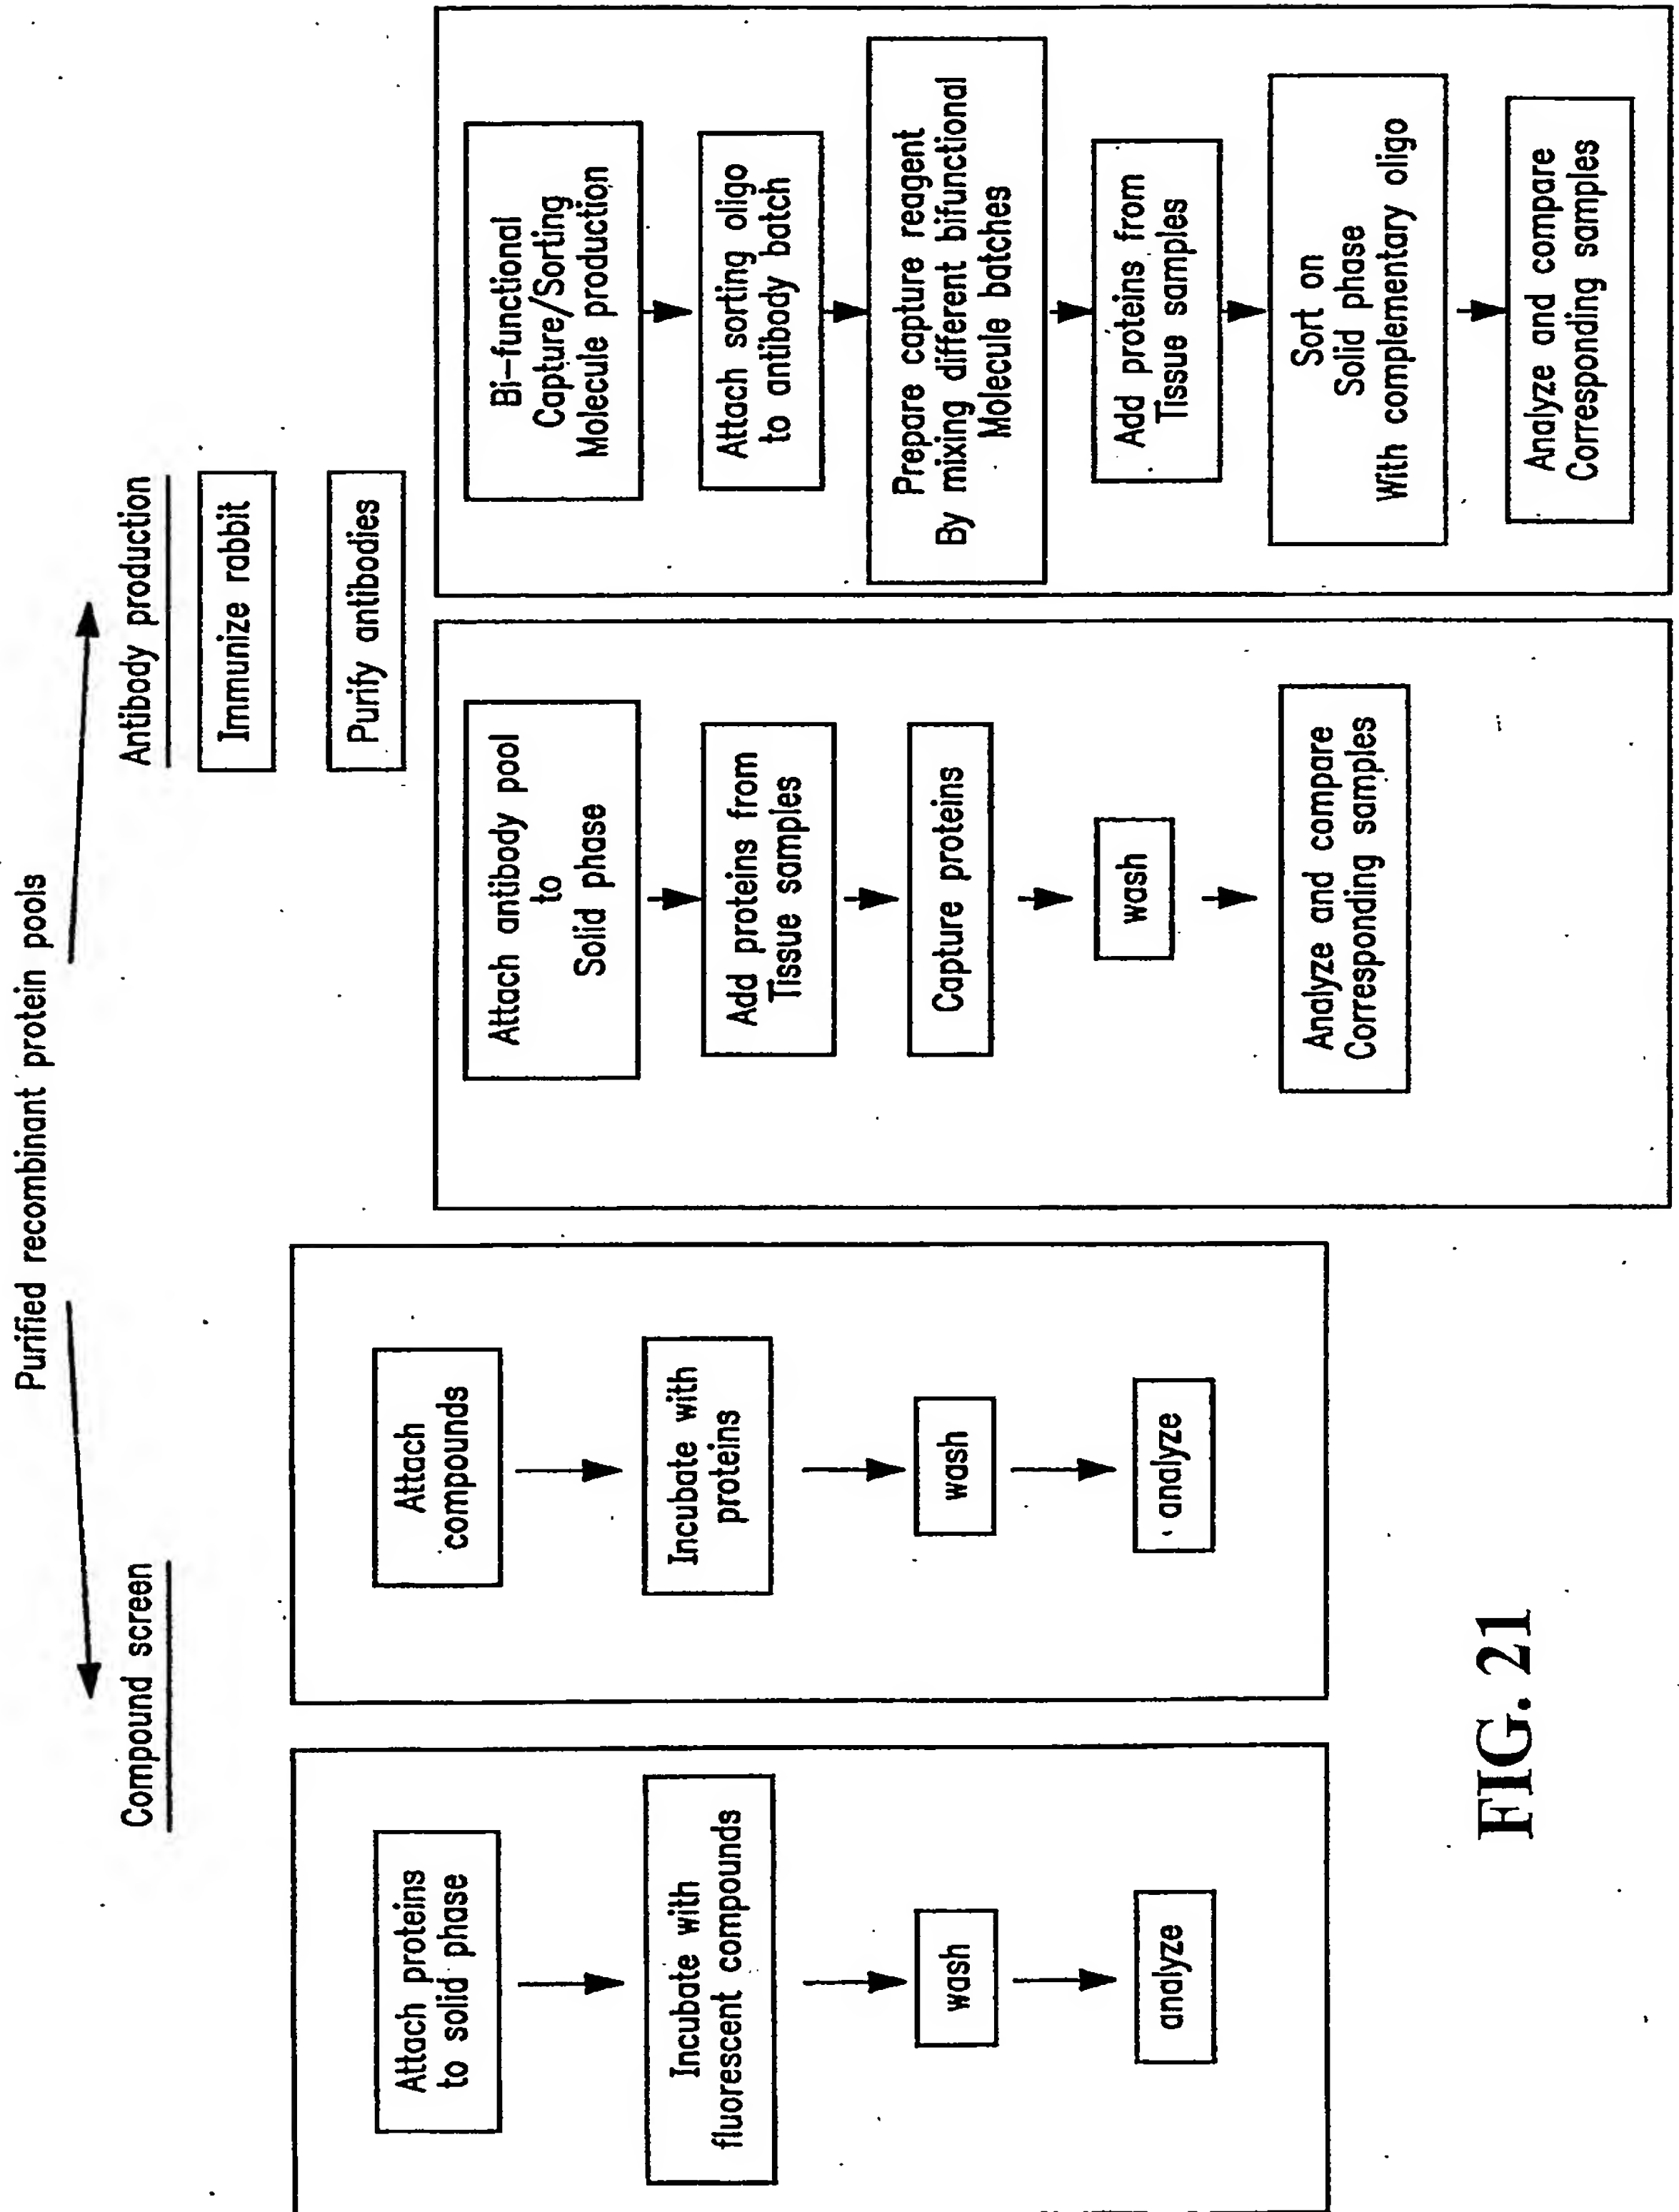 Purified recombinant protein pools
Compound screen
Attach proteins
to solid phase
Incubate with
fluorescent compounds
wash
analyze
Attach
compounds
Incubate with
proteins
wash
analyze
Antibody production
Immunize rabbit
Purify antibodies
Attach antibody pool
to
Solid phase
Add proteins from
Tissue samples
Capture proteins
wash
Analyze and compare
Corresponding samples
Bi-functional
Capture/Sorting
Molecule production
Attach sorting oligo
to antibody batch
Prepare capture reagent
By mixing different bifunctional
Molecule batches
Add proteins from
Tissue samples
Sort on
Solid phase
With complementary oligo
Analyze and compare
Corresponding samples
FIG. 21